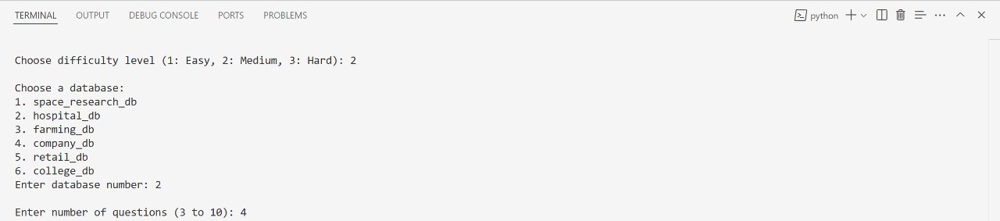 TERMINAL OUTPUT DEBUG CONSOLE PORTS PROBLEMS python
Choose difficulty level (1: Easy, 2: Medium, 3: Hard): 2
Choose a database:
1. space_research_db
2. hospital_db
3. farming_db
4. company_db
5. retail_db
6. college_db
Enter database number: 2
Enter number of questions (3 to 10): 4